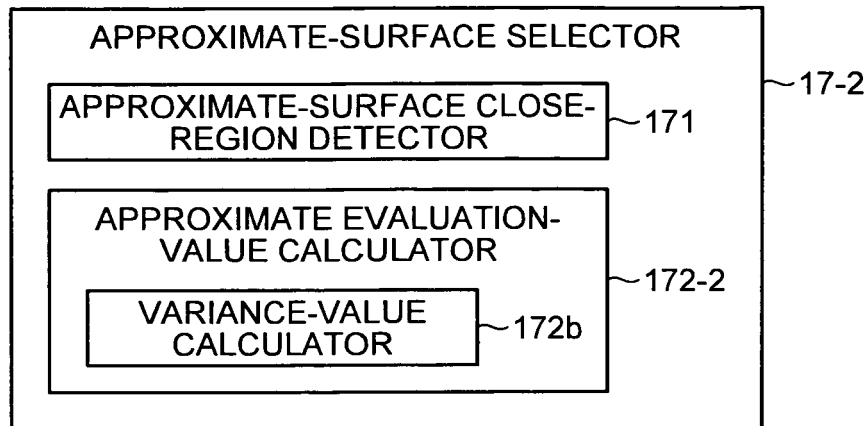 APPROXIMATE-SURFACE SELECTOR
17-2
APPROXIMATE-SURFACE CLOSE-
REGION DETECTOR
171
APPROXIMATE EVALUATION-
VALUE CALCULATOR
172-2
VARIANCE-VALUE
CALCULATOR
172b